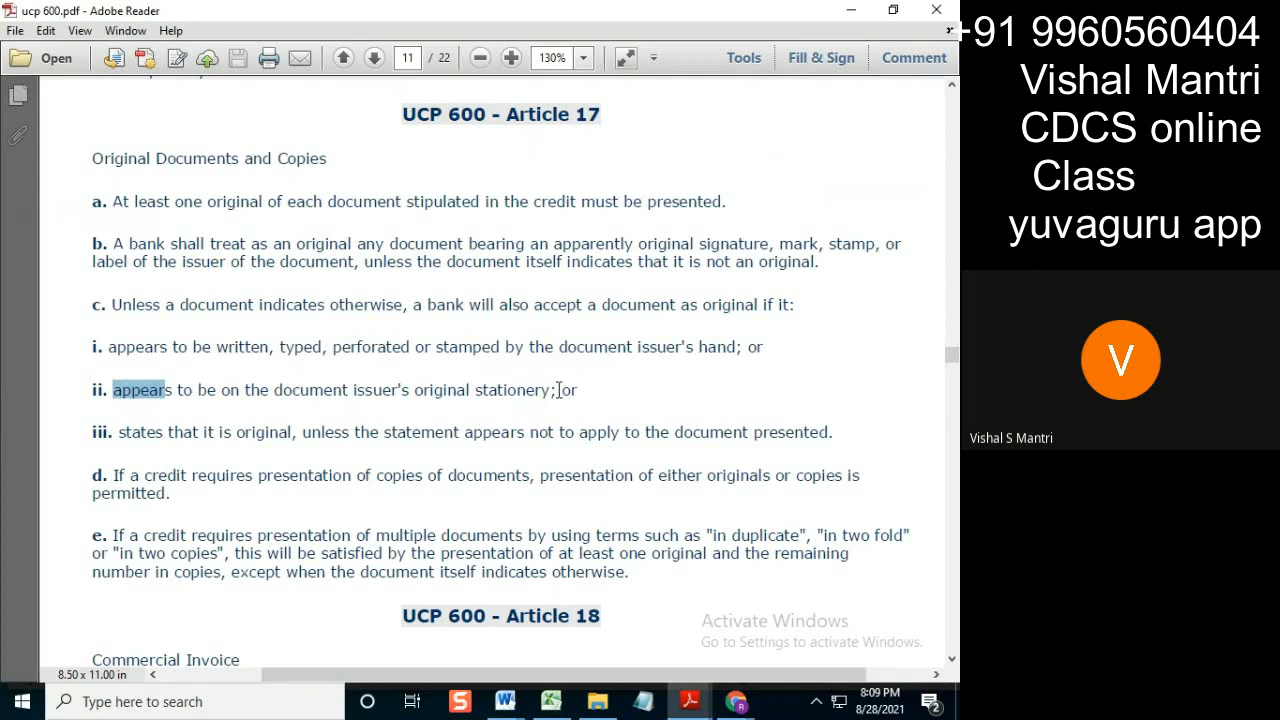 ucp 600.pdf - Adobe Reader
File Edit View Window Help
Open 11 / 22 130% Tools Fill & Sign Comment
UCP 600 - Article 17
Original Documents and Copies
a. At least one original of each document stipulated in the credit must be presented.
b. A bank shall treat as an original any document bearing an apparently original signature, mark, stamp, or
label of the issuer of the document, unless the document itself indicates that it is not an original.
c. Unless a document indicates otherwise, a bank will also accept a document as original if it:
i. appears to be written, typed, perforated or stamped by the document issuer's hand; or
ii. appears to be on the document issuer's original stationery; or
iii. states that it is original, unless the statement appears not to apply to the document presented.
d. If a credit requires presentation of copies of documents, presentation of either originals or copies is
permitted.
e. If a credit requires presentation of multiple documents by using terms such as "in duplicate", "in two fold"
or "in two copies", this will be satisfied by the presentation of at least one original and the remaining
number in copies, except when the document itself indicates otherwise.
UCP 600 - Article 18
Commercial Invoice
Activate Windows
Go to Settings to activate Windows.
8.50 x 11.00 in
Type here to search
8:09 PM
8/28/2021
2
+91 9960560404
Vishal Mantri
CDCS online
Class
yuvaguru app
V
Vishal S Mantri